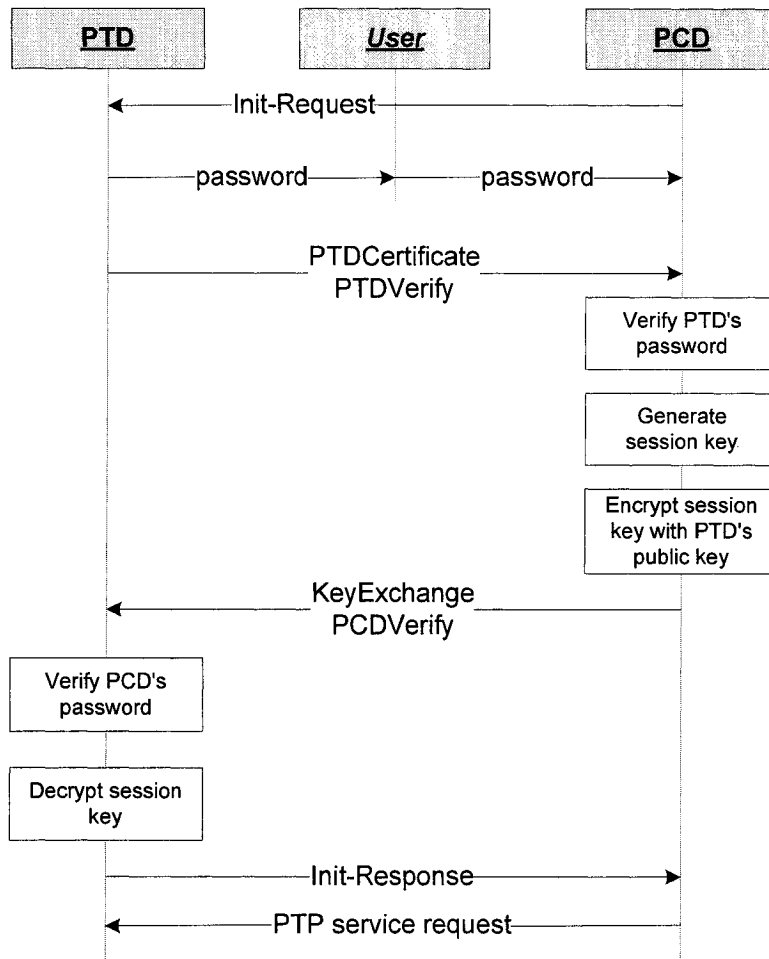 PTD
User
PCD
Init-Request
password
password
PTDCertificate
PTDVerify
Verify PTD's
password
Generate
session key
Encrypt session
key with PTD's
public key
KeyExchange
PCDVerify
Verify PCD's
password
Decrypt session
key
Init-Response
PTP service request